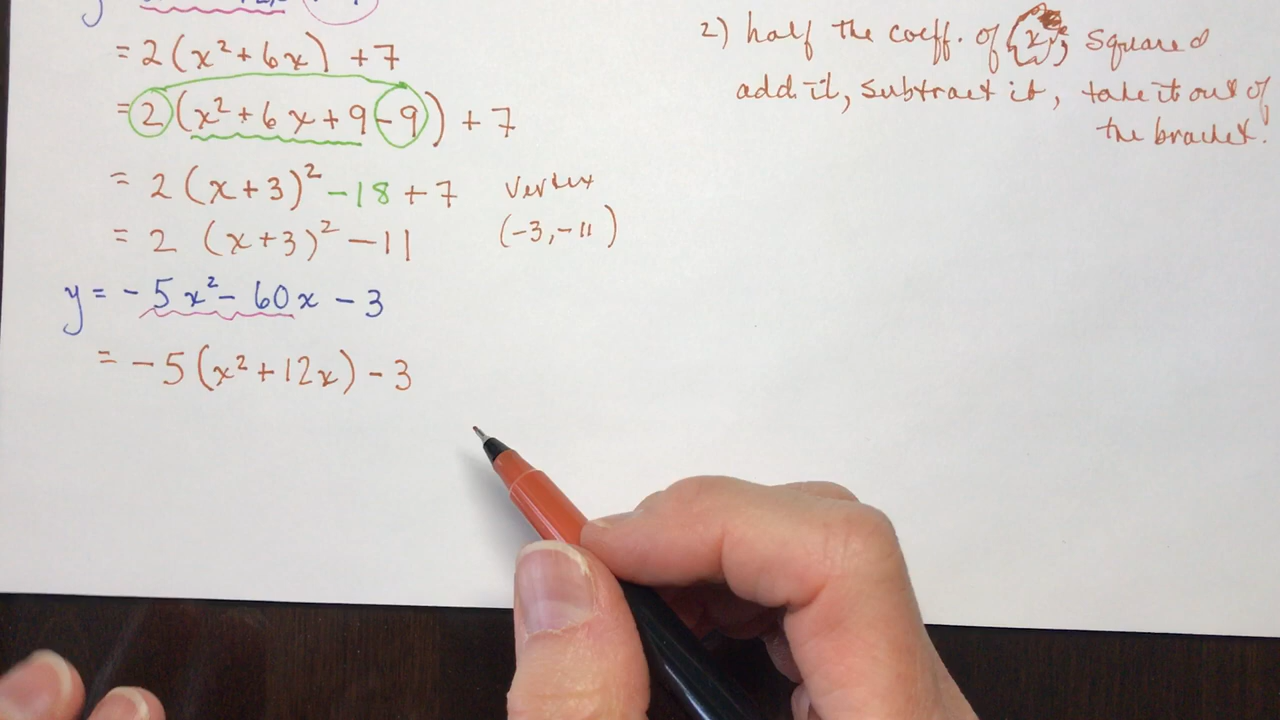 y
= 2(x² + 6x) + 7
= 2(x² + 6x + 9 - 9) + 7
= 2(x + 3)² - 18 + 7
vertex
= 2 (x+3)² - 11
(-3, -11)
y = -5x² - 60x - 3
= -5(x² + 12x) - 3
2) half the coeff. of x, squared
add it, subtract it, take it out of
the bracket.